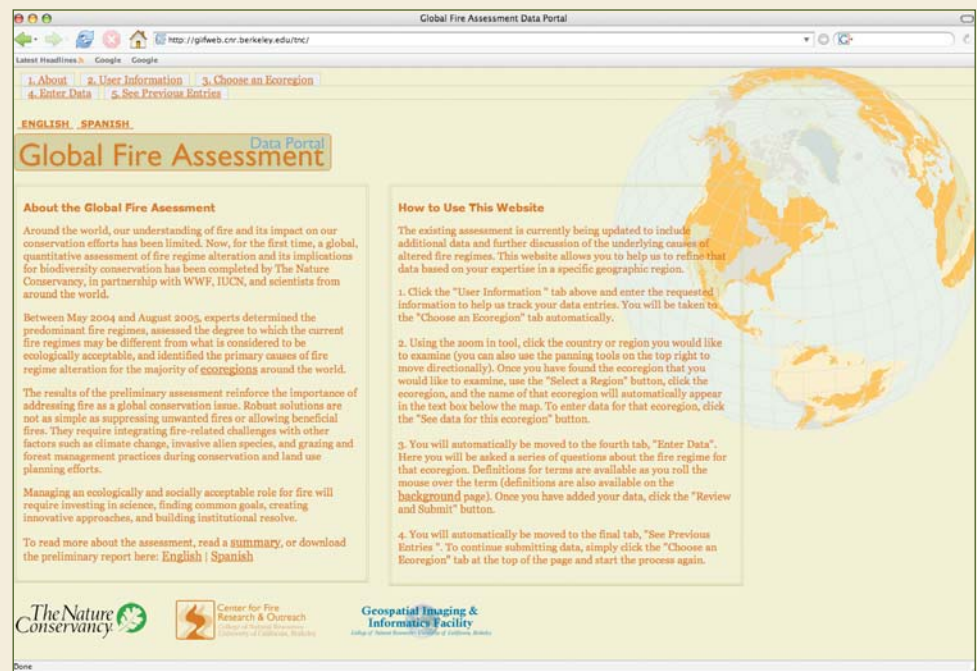 Global Fire Assessment Data Portal
http://giifweb.cnr.berkeley.edu/tnc/
Latest Headlines Google Google
1. About 2. User Information 3. Choose an Ecoregion
4. Enter Data 5. See Previous Entries
ENGLISH SPANISH
Data Portal
Global Fire Assessment
About the Global Fire Asessment
Around the world, our understanding of fire and its impact on our
conservation efforts has been limited. Now, for the first time, a global,
quantitative assessment of fire regime alteration and its implications
for biodiversity conservation has been completed by The Nature
Conservancy, in partnership with WWF, IUCN, and scientists from
around the world.
Between May 2004 and August 2005, experts determined the
predominant fire regimes, assessed the degree to which the current
fire regimes may be different from what is considered to be
ecologically acceptable, and identified the primary causes of fire
regime alteration for the majority of ecoregions around the world.
The results of the preliminary assessment reinforce the importance of
addressing fire as a global conservation issue. Robust solutions are
not as simple as suppressing unwanted fires or allowing beneficial
fires. They require integrating fire-related challenges with other
factors such as climate change, invasive alien species, and grazing and
forest management practices during conservation and land use
planning efforts.
Managing an ecologically and socially acceptable role for fire will
require investing in science, finding common goals, creating
innovative approaches, and building institutional resolve.
To read more about the assessment, read a summary, or download
the preliminary report here: English | Spanish
How to Use This Website
The existing assessment is currently being updated to include
additional data and further discussion of the underlying causes of
altered fire regimes. This website allows you to help us to refine that
data based on your expertise in a specific geographic region.
1. Click the "User Information " tab above and enter the requested
information to help us track your data entries. You will be taken to
the "Choose an Ecoregion" tab automatically.
2. Using the zoom in tool, click the country or region you would like
to examine (you can also use the panning tools on the top right to
move directionally). Once you have found the ecoregion that you
would like to examine, use the "Select a Region" button, click the
ecoregion, and the name of that ecoregion will automatically appear
in the text box below the map. To enter data for that ecoregion, click
the "See data for this ecoregion" button.
3. You will automatically be moved to the fourth tab, "Enter Data".
Here you will be asked a series of questions about the fire regime for
that ecoregion. Definitions for terms are available as you roll the
mouse over the term (definitions are also available on the
background page). Once you have added your data, click the "Review
and Submit" button.
4. You will automatically be moved to the final tab, "See Previous
Entries ". To continue submitting data, simply click the "Choose an
Ecoregion" tab at the top of the page and start the process again.
The Nature
Conservancy
Center for Fire
Research & Outreach
College of Natural Resources
University of California, Berkeley
Geospatial Imaging &
Informatics Facility
College of Natural Resources - University of California, Berkeley
Done